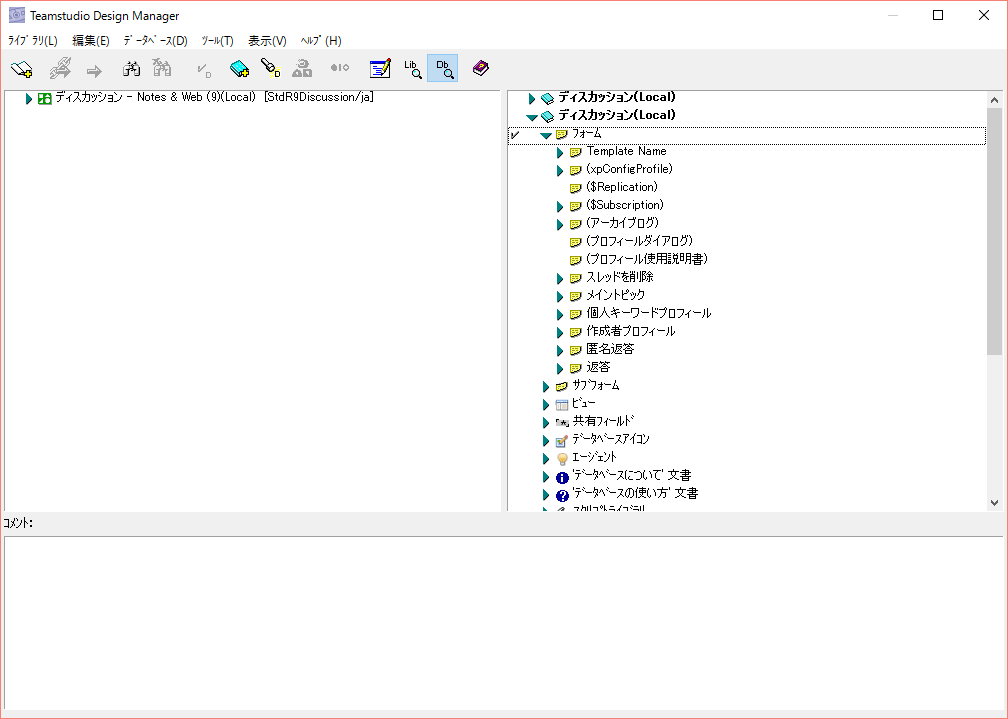 Teamstudio Design Manager
ﾗｲﾌﾞﾗﾘ(L) 編集(E) ﾃﾞｰﾀﾍﾞｰｽ(D) ﾂｰﾙ(T) 表示(V) ﾍﾙﾌﾟ(H)
Lib Db
ディスカッション - Notes & Web (9)(Local) [StdR9Discussion/ja]
ディスカッション(Local)
ディスカッション(Local)
ﾌｫｰﾑ
Template Name
(xpConfigProfile)
($Replication)
($Subscription)
(アーカイブログ)
(プロフィールダイアログ)
(プロフィール使用説明書)
スレッドを削除
メイントピック
個人キーワードプロフィール
作成者プロフィール
匿名返答
返答
ｻﾌﾞﾌｫｰﾑ
ﾋﾞｭｰ
共有ﾌｨｰﾙﾄﾞ
ﾃﾞｰﾀﾍﾞｰｽｱｲｺﾝ
ｴｰｼﾞｪﾝﾄ
'ﾃﾞｰﾀﾍﾞｰｽについて' 文書
'ﾃﾞｰﾀﾍﾞｰｽの使い方' 文書
ｽｸﾘﾌﾟﾄﾗｲﾌﾞﾗﾘ
ｺﾒﾝﾄ: